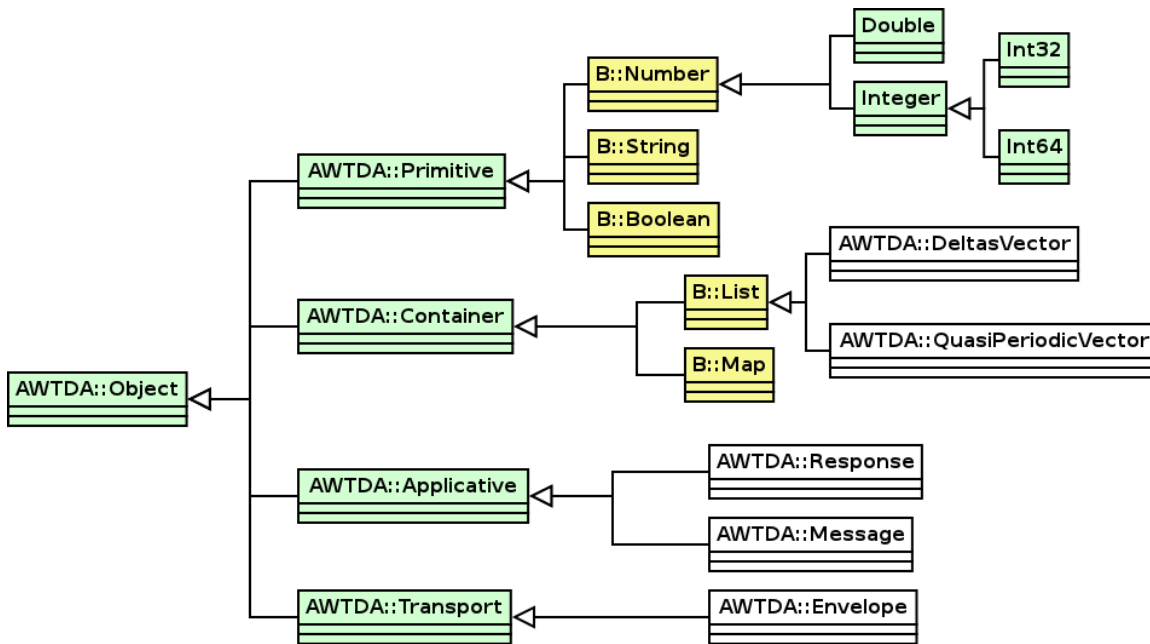 Double
Int32
B::Number
Integer
B::String
Int64
AWTDA::Primitive
B::Boolean
AWTDA::DeltasVector
B::List
AWTDA::Container
AWTDA::QuasiPeriodicVector
B::Map
AWTDA::Object
AWTDA::Response
AWTDA::Applicative
AWTDA::Message
AWTDA::Transport
AWTDA::Envelope